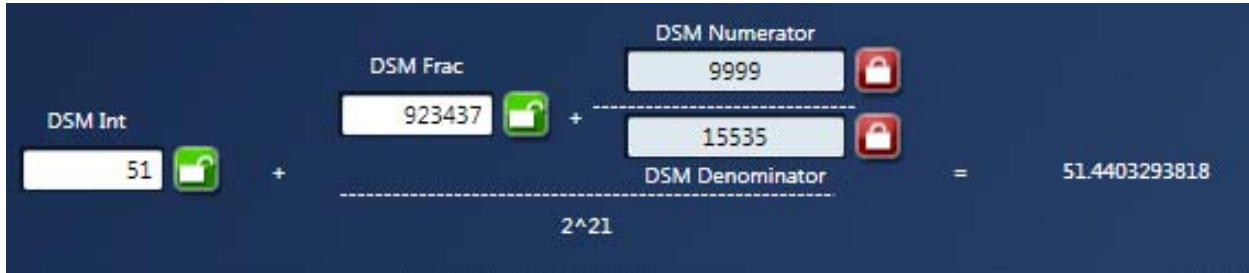 DSM Numerator
9999
DSM Frac
923437
+
DSM Int
15535
51
+
DSM Denominator
=
51.4403293818
2^21